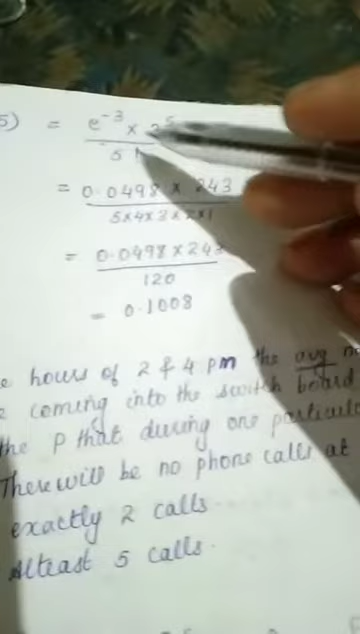 5) = e⁻³ × 3⁵
5!
= 0.0498 × 243
5×4×3×2×1
= 0.0498 × 243
120
= 0.1008
hours of 2 & 4 pm the avg
coming into the switch board
the P that during one
There will be no phone calls at
exactly 2 calls
Atleast 5 calls.